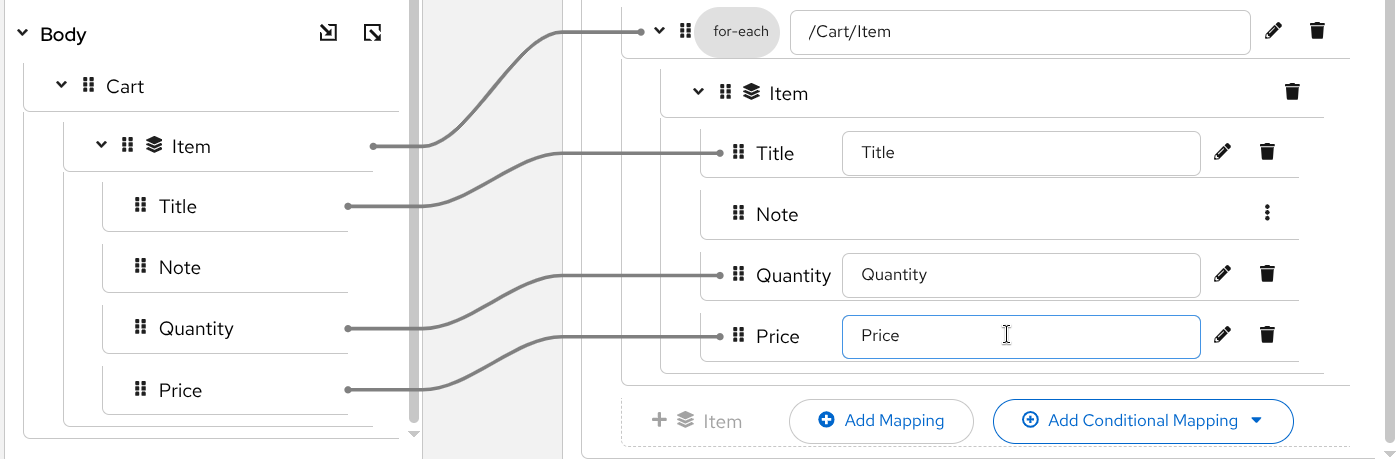 Body
Cart
Item
Title
Note
Quantity
Price
for-each /Cart/Item
Item
Title Title
Note
Quantity Quantity
Price Price
Item Add Mapping Add Conditional Mapping